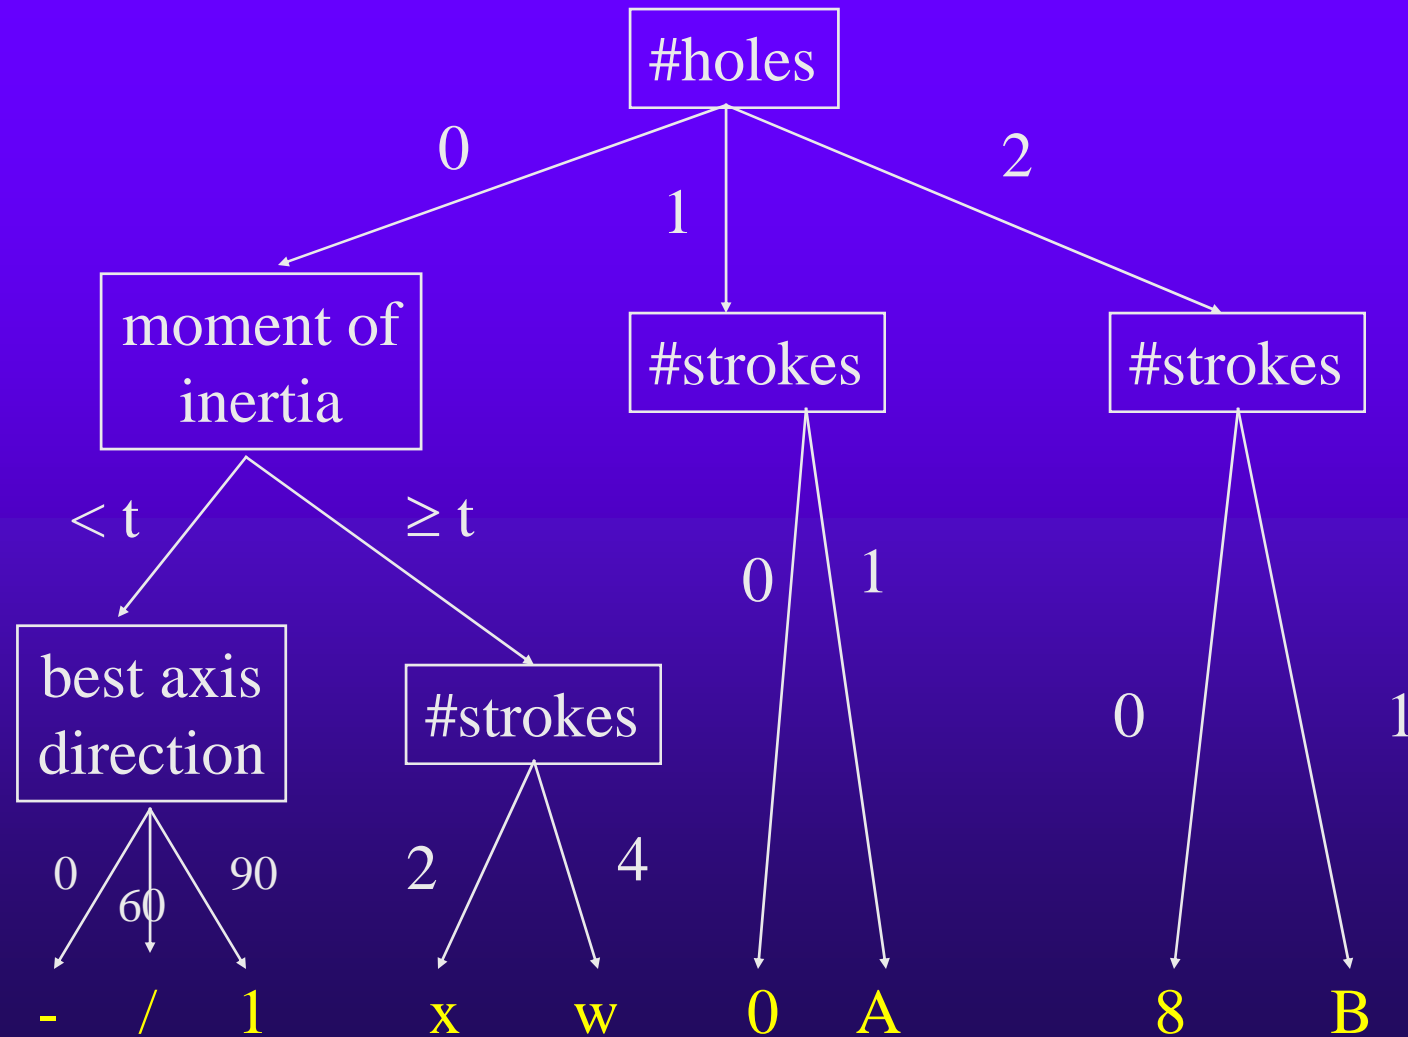 #holes
0
1
2
moment of
inertia
#strokes
#strokes
< t
≥ t
0
1
best axis
direction
#strokes
0
1
0
60
90
2
4
- / 1 x w 0 A 8 B